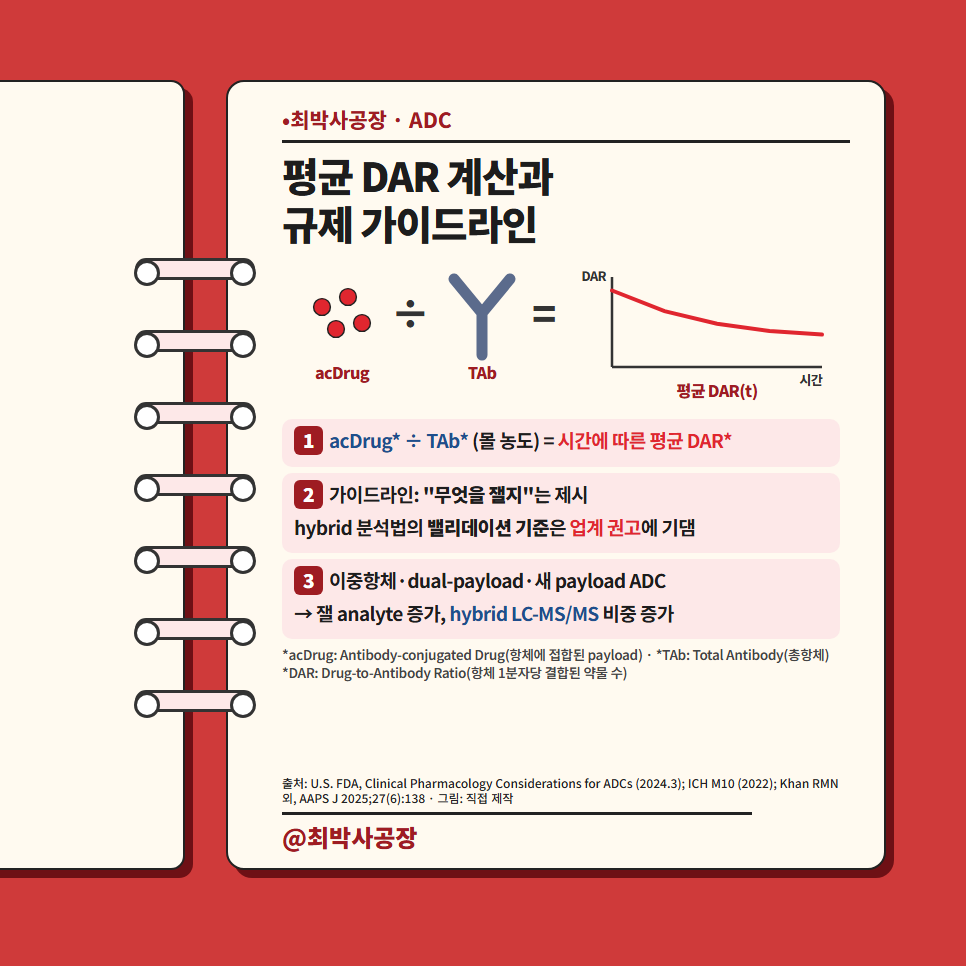 •최박사공장 · ADC
평균 DAR 계산과
규제 가이드라인
÷
=
acDrug
TAb
DAR
시간
평균 DAR(t)
1 acDrug* ÷ TAb* (몰 농도) = 시간에 따른 평균 DAR*
2 가이드라인: "무엇을 잴지"는 제시
hybrid 분석법의 밸리데이션 기준은 업계 권고에 기댐
3 이중항체·dual-payload·새 payload ADC
→ 잴 analyte 증가, hybrid LC-MS/MS 비중 증가
*acDrug: Antibody-conjugated Drug(항체에 접합된 payload) · *TAb: Total Antibody(총항체)
*DAR: Drug-to-Antibody Ratio(항체 1분자당 결합된 약물 수)
출처: U.S. FDA, Clinical Pharmacology Considerations for ADCs (2024.3); ICH M10 (2022); Khan RMN
외, AAPS J 2025;27(6):138 · 그림: 직접 제작
@최박사공장